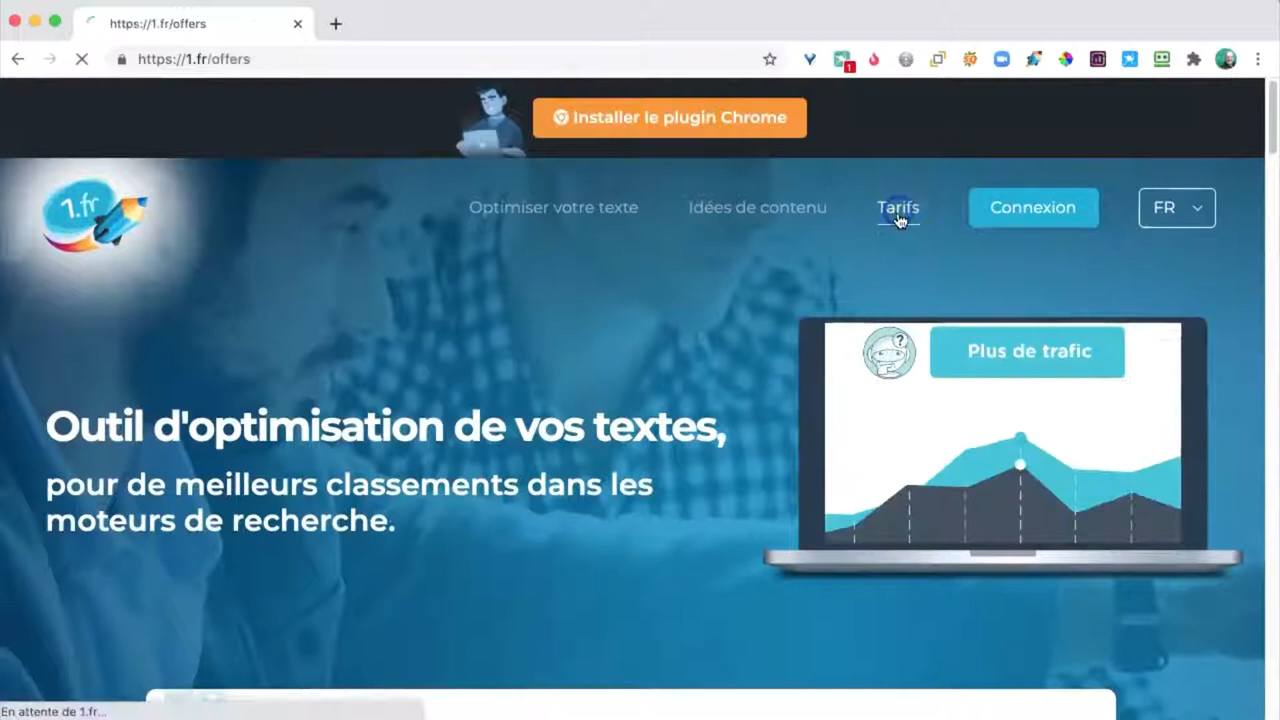 https://1.fr/offers
https://1.fr/offers
1
Installer le plugin Chrome
1.fr
Optimiser votre texte
Idées de contenu
Tarifs
Connexion
FR
?
Plus de trafic
Outil d'optimisation de vos textes,
pour de meilleurs classements dans les
moteurs de recherche.
En attente de 1.fr...